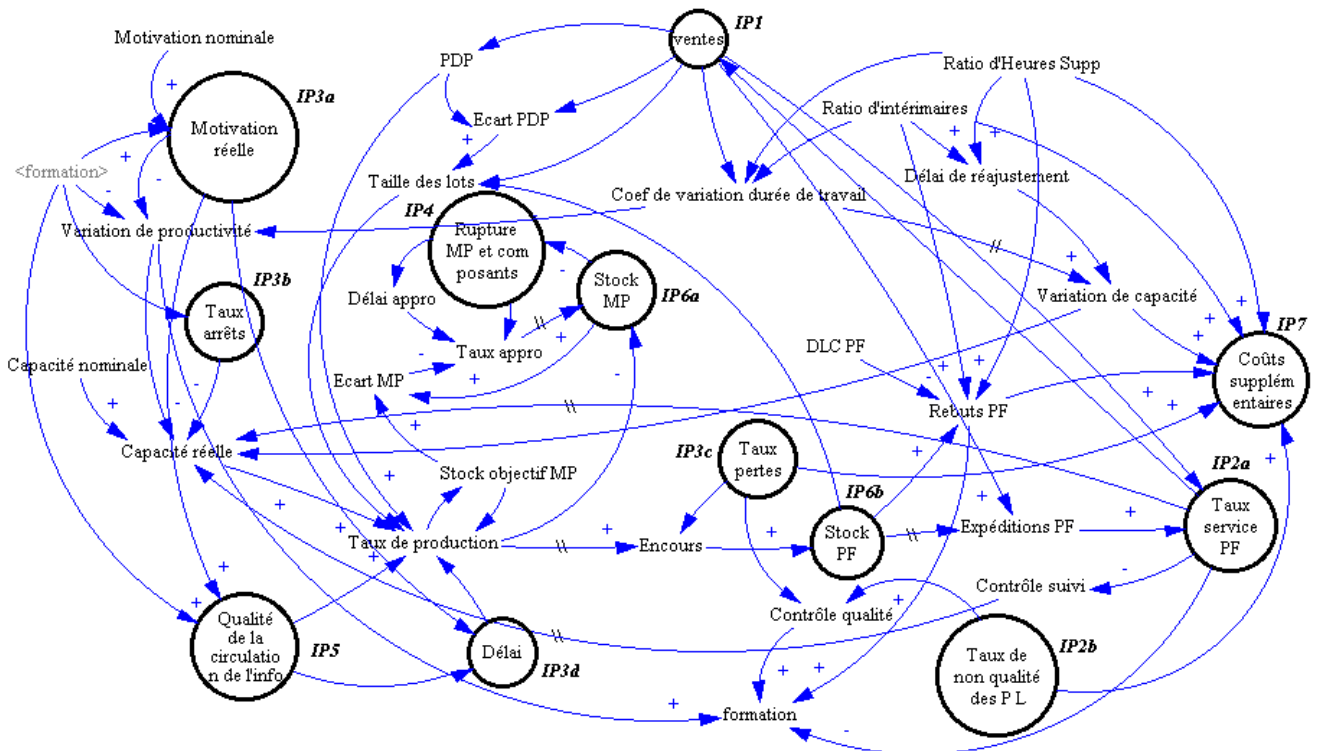 IP1
ventes
Motivation nominale
PDP
Ratio d'Heures Supp
IP3a
Motivation
réelle
Ratio d'intérimaires
Ecart PDP
<formation>
Taille des lots
Délai de réajustement
Coef de variation durée de travail
IP4
Rupture
MP et com
posants
Variation de productivité
IP3b
Taux
arrêts
Stock
MP
IP6a
Délai appro
Variation de capacité
IP7
Coûts
supplém
entaires
Taux appro
DLC PF
Capacité nominale
Ecart MP
Rebuts PF
Capacité réelle
Stock objectif MP
IP3c
Taux
pertes
IP6b
Stock
PF
IP2a
Taux
service
PF
Taux de production
Encours
Expéditions PF
Contrôle suivi
Contrôle qualité
Qualité
de la
circulatio
n de l'info
IP5
Délai
IP3d
Taux de
non qualité
des P L
IP2b
formation